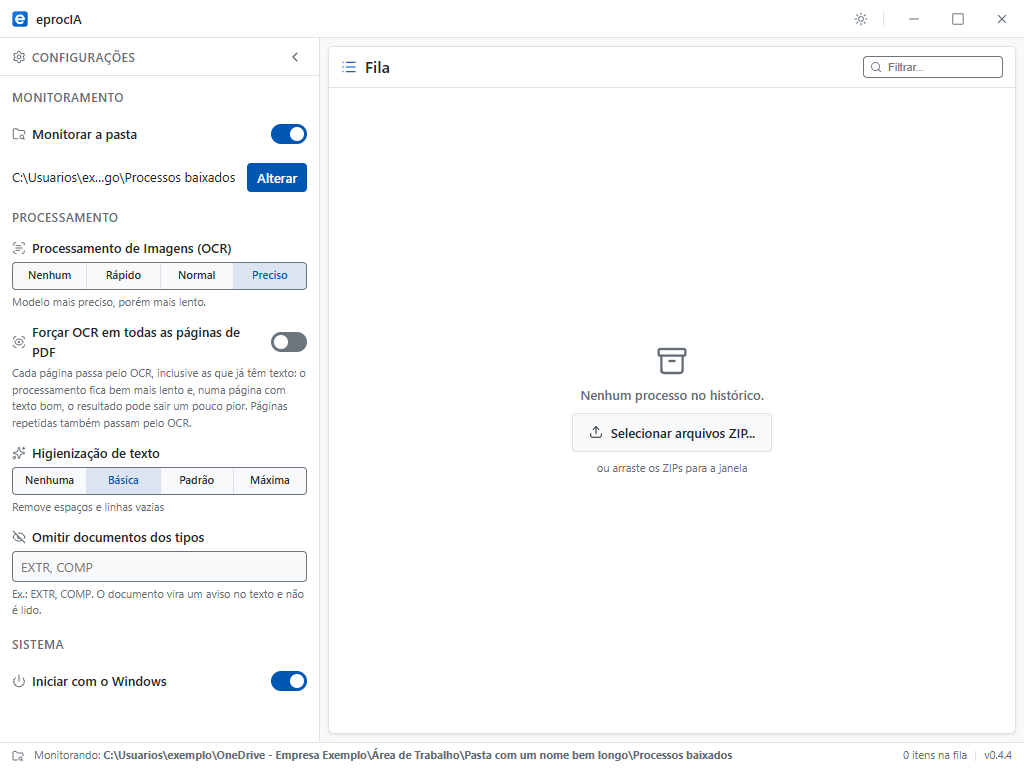 eprocIA
CONFIGURAÇÕES
MONITORAMENTO
Monitorar a pasta
C:\Usuarios\ex...go\Processos baixados
Alterar
PROCESSAMENTO
Processamento de Imagens (OCR)
Nenhum Rápido Normal Preciso
Modelo mais preciso, porém mais lento.
Forçar OCR em todas as páginas de
PDF
Cada página passa pelo OCR, inclusive as que já têm texto: o
processamento fica bem mais lento e, numa página com
texto bom, o resultado pode sair um pouco pior. Páginas
repetidas também passam pelo OCR.
Higienização de texto
Nenhuma Básica Padrão Máxima
Remove espaços e linhas vazias
Omitir documentos dos tipos
EXTR, COMP
Ex.: EXTR, COMP. O documento vira um aviso no texto e não
é lido.
SISTEMA
Iniciar com o Windows
Fila
Filtrar...
Nenhum processo no histórico.
Selecionar arquivos ZIP...
ou arraste os ZIPs para a janela
Monitorando: C:\Usuarios\exemplo\OneDrive - Empresa Exemplo\Área de Trabalho\Pasta com um nome bem longo\Processos baixados
0 itens na fila
v0.4.4